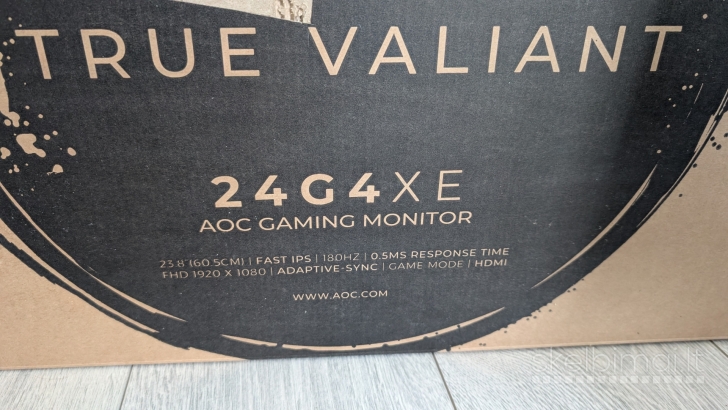 TRUE VALIANT
24G4XE
AOC GAMING MONITOR
23.8"(60.5CM) | FAST IPS | 180HZ | 0.5MS RESPONSE TIME
FHD 1920 X 1080 | ADAPTIVE-SYNC | GAME MODE | HDMI
WWW.AOC.COM
skelbimai.lt